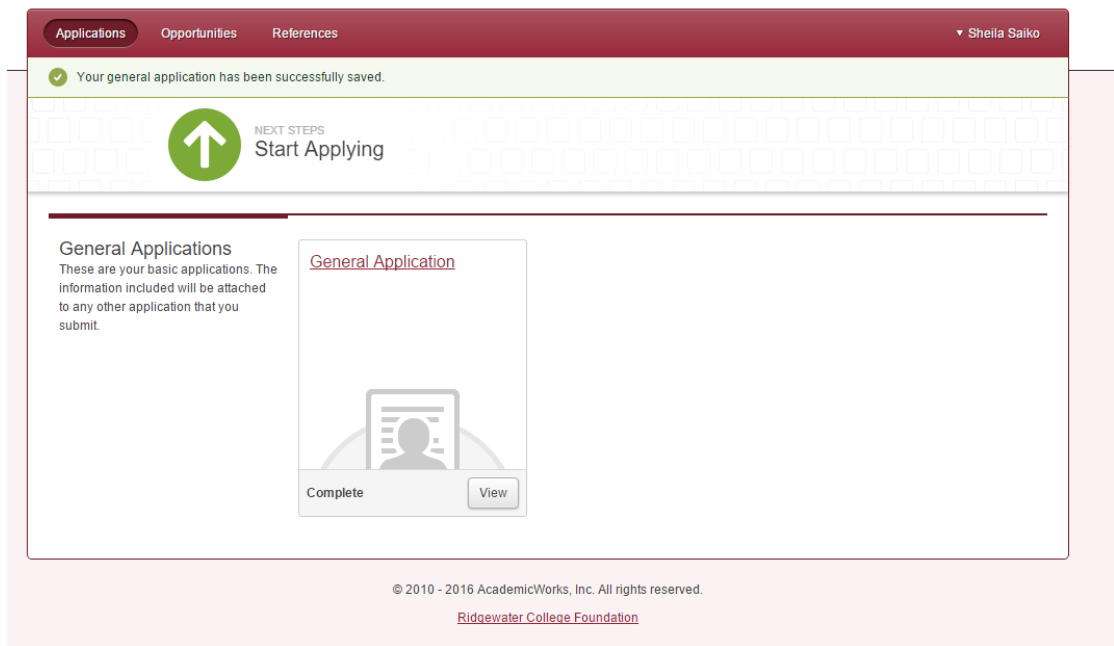 Applications
Opportunities
References
Sheila Saiko
Your general application has been successfully saved.
NEXT STEPS
Start Applying
General Applications
These are your basic applications. The
information included will be attached
to any other application that you
submit.
General Application
Complete
View
© 2010 - 2016 AcademicWorks, Inc. All rights reserved.
Ridgewater College Foundation